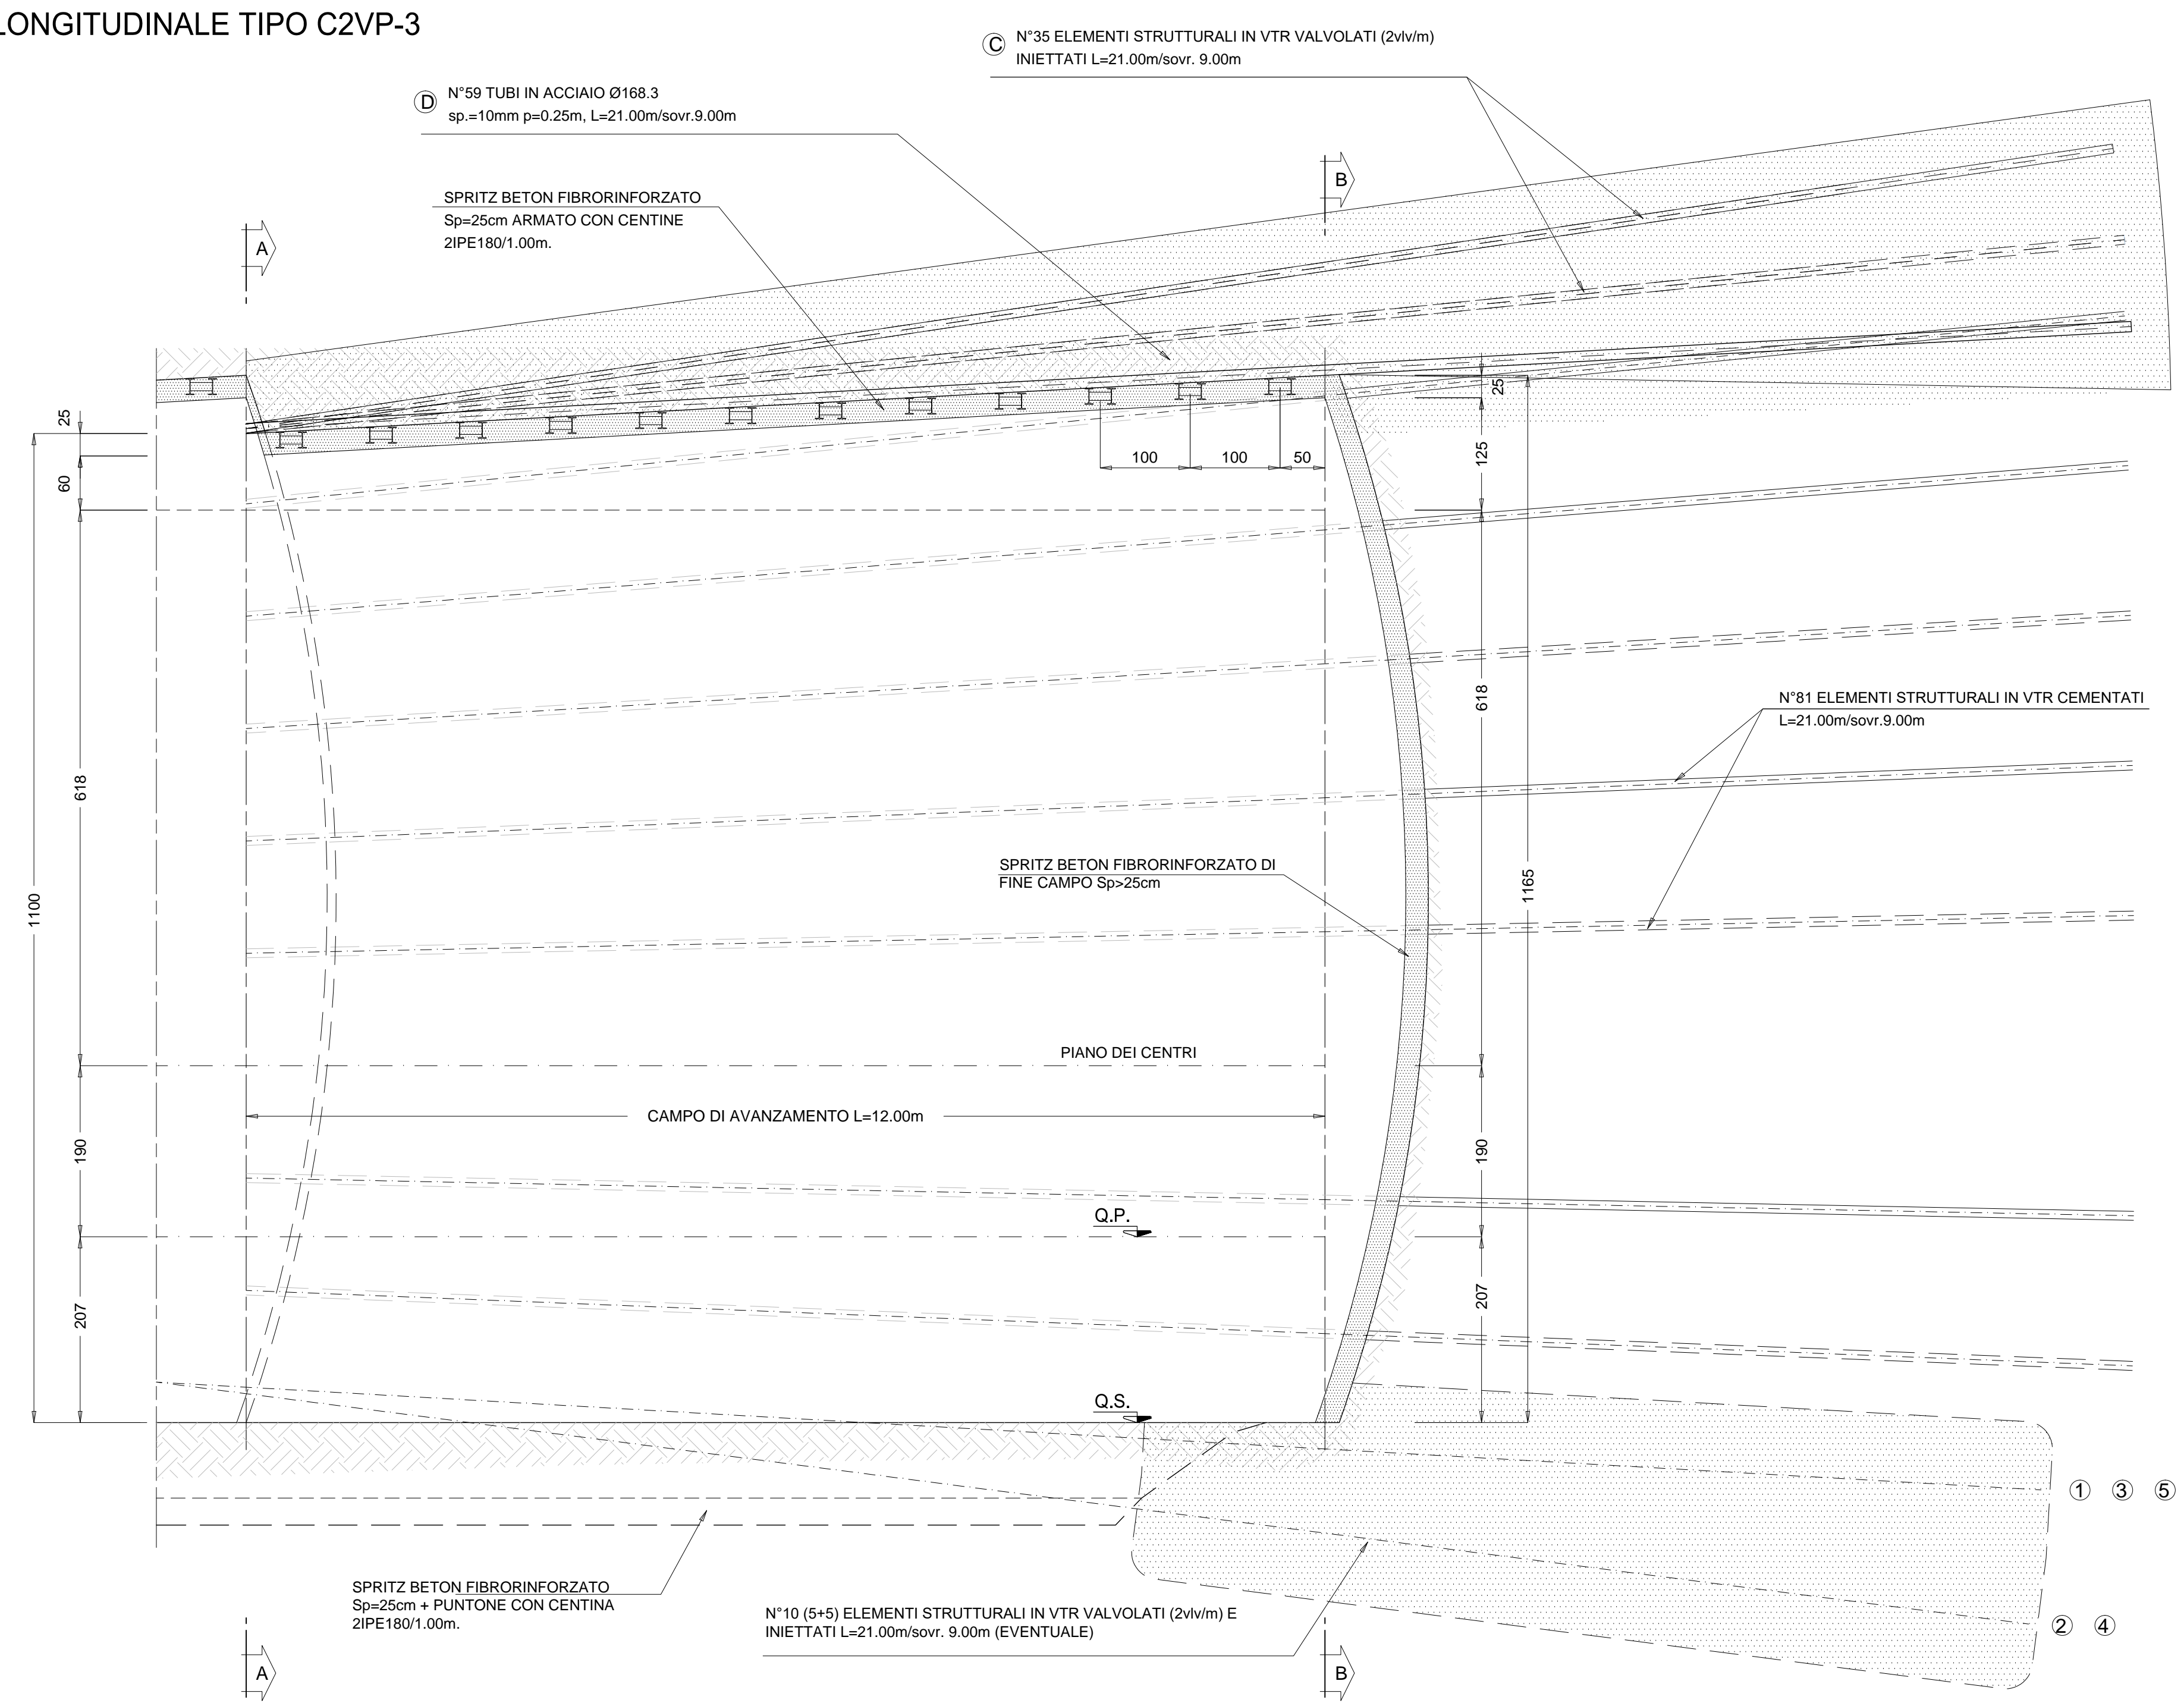 LONGITUDINALE TIPO C2VP-3
C
N°35 ELEMENTI STRUTTURALI IN VTR VALVOLATI (2vlv/m)
INIETTATI L=21.00m/sovr. 9.00m
D
N°59 TUBI IN ACCIAIO Ø168.3
sp.=10mm p=0.25m, L=21.00m/sovr.9.00m
SPRITZ BETON FIBRORINFORZATO
Sp=25cm ARMATO CON CENTINE
2IPE180/1.00m.
A
B
25
60
618
1100
190
207
100
100
50
25
125
618
1165
190
207
N°81 ELEMENTI STRUTTURALI IN VTR CEMENTATI
L=21.00m/sovr.9.00m
SPRITZ BETON FIBRORINFORZATO DI
FINE CAMPO Sp>25cm
PIANO DEI CENTRI
CAMPO DI AVANZAMENTO L=12.00m
Q.P.
Q.S.
1 3 5
2 4
SPRITZ BETON FIBRORINFORZATO
Sp=25cm + PUNTONE CON CENTINA
2IPE180/1.00m.
N°10 (5+5) ELEMENTI STRUTTURALI IN VTR VALVOLATI (2vlv/m) E
INIETTATI L=21.00m/sovr. 9.00m (EVENTUALE)
A
B